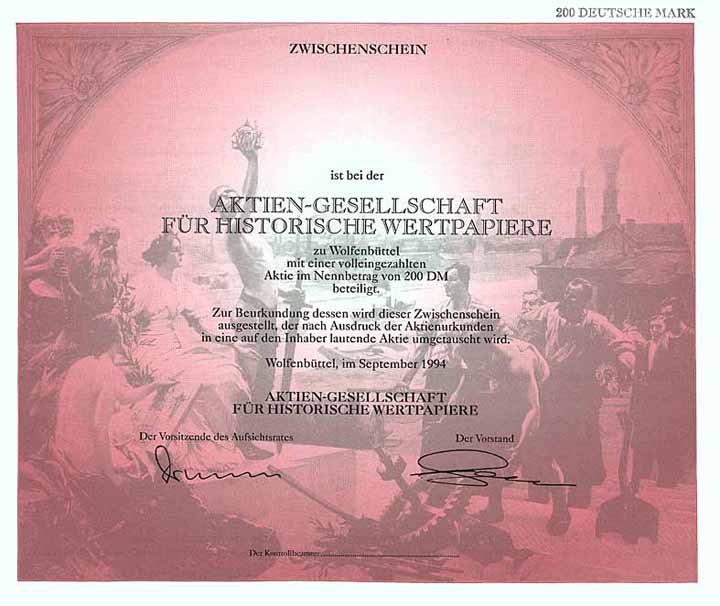 200 DEUTSCHE MARK
ZWISCHENSCHEIN
ist bei der
AKTIEN-GESELLSCHAFT
FÜR HISTORISCHE WERTPAPIERE
zu Wolfenbüttel
mit einer volleingezahlten
Aktie im Nennbetrag von 200 DM
beteiligt.
Zur Beurkundung dessen wird dieser Zwischenschein
ausgestellt, der nach Ausdruck der Aktienurkunden
in eine auf den Inhaber lautende Aktie umgetauscht wird.
Wolfenbüttel, im September 1994
AKTIEN-GESELLSCHAFT
FÜR HISTORISCHE WERTPAPIERE
Der Vorsitzende des Aufsichtsrates Der Vorstand
Der Kontrollbeamte